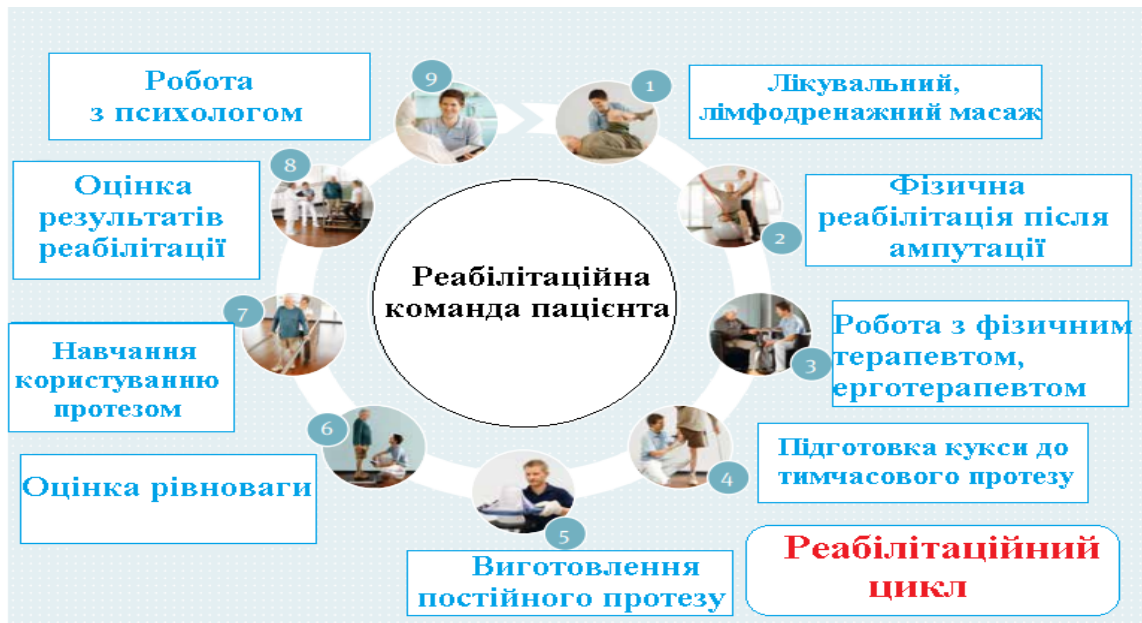 9
Робота
з психологом
1
Лікувальний,
лімфодренажний масаж
8
Оцінка
результатів
реабілітації
2
Фізична
реабілітація після
ампутації
Реабілітаційна
команда пацієнта
7
Навчання
користуванню
протезом
3
Робота з фізичним
терапевтом,
ерготерапевтом
6
Оцінка рівноваги
4
Підготовка кукси до
тимчасового протезу
5
Виготовлення
постійного протезу
Реабілітаційний
цикл